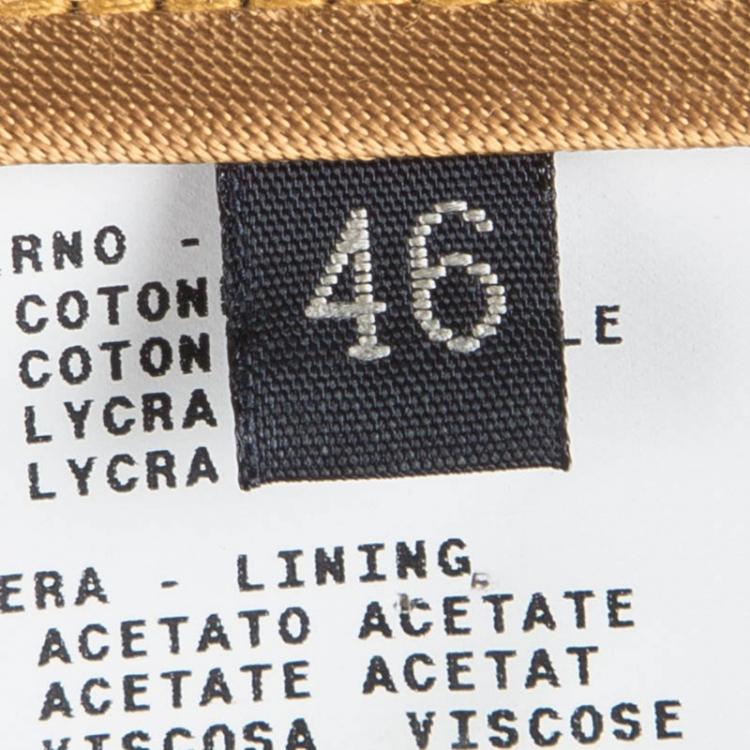 46
RNO -
COTON
COTON LE
LYCRA
LYCRA
ERA - LINING
ACETATO ACETATE
ACETATE ACETAT
VISCOSA VISCOSE